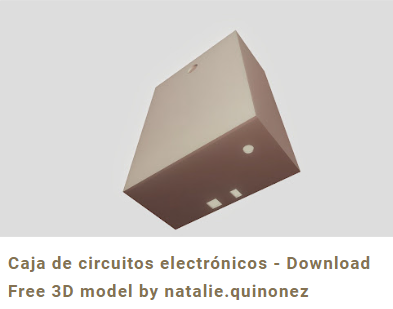 Caja de circuitos electrónicos - Download
Free 3D model by natalie.quinonez